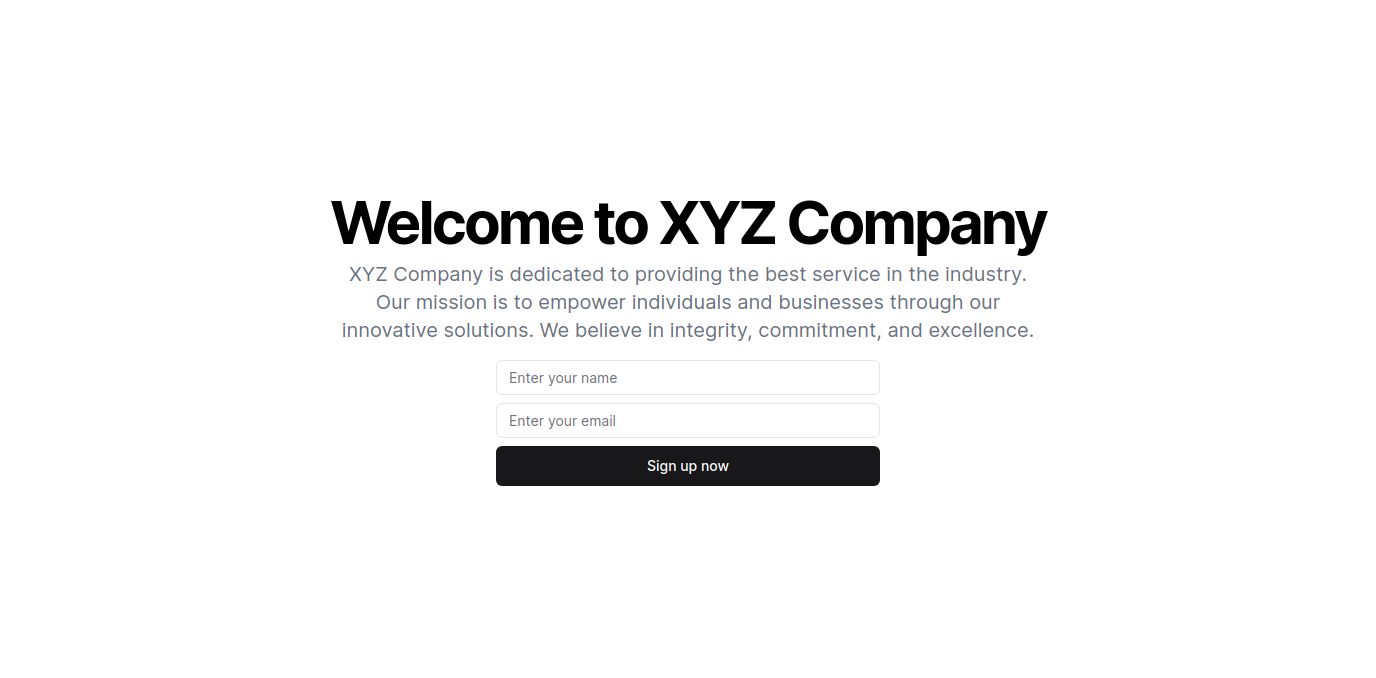 Welcome to XYZ Company
XYZ Company is dedicated to providing the best service in the industry.
Our mission is to empower individuals and businesses through our
innovative solutions. We believe in integrity, commitment, and excellence.
Enter your name
Enter your email
Sign up now